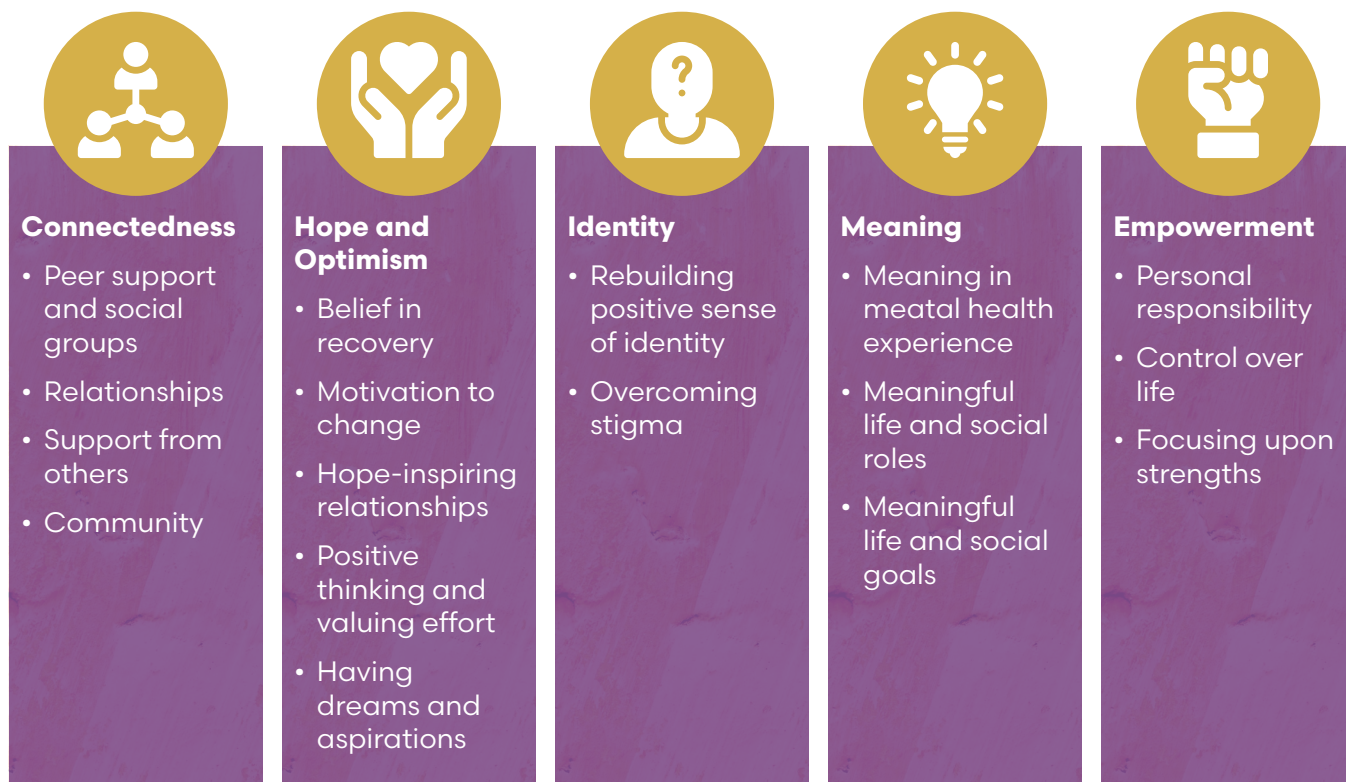 ?
Connectedness
• Peer support
and social
groups
• Relationships
• Support from
others
• Community
Hope and
Optimism
• Belief in
recovery
• Motivation to
change
• Hope-inspiring
relationships
• Positive
thinking and
valuing effort
• Having
dreams and
aspirations
Identity
• Rebuilding
positive sense
of identity
• Overcoming
stigma
Meaning
• Meaning in
meatal health
experience
• Meaningful
life and social
roles
• Meaningful
life and social
goals
Empowerment
• Personal
responsibility
• Control over
life
• Focusing upon
strengths